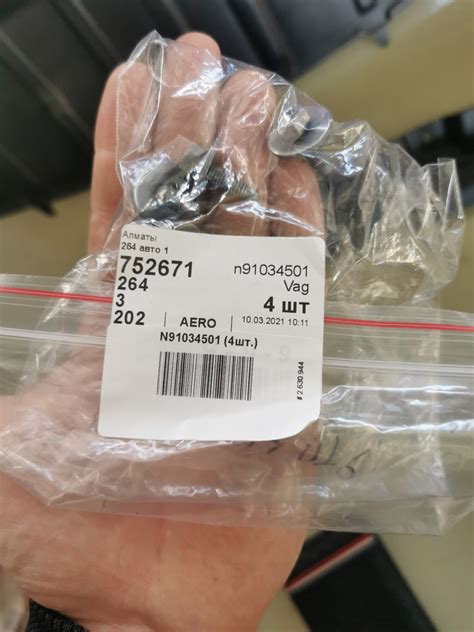 Алматы
264 авто 1
752671 n91034501
264 Vag
3 4 шт
202 | AERO | 10.03.2021 10:11
N91034501 (4шт.)
# 2 630 944